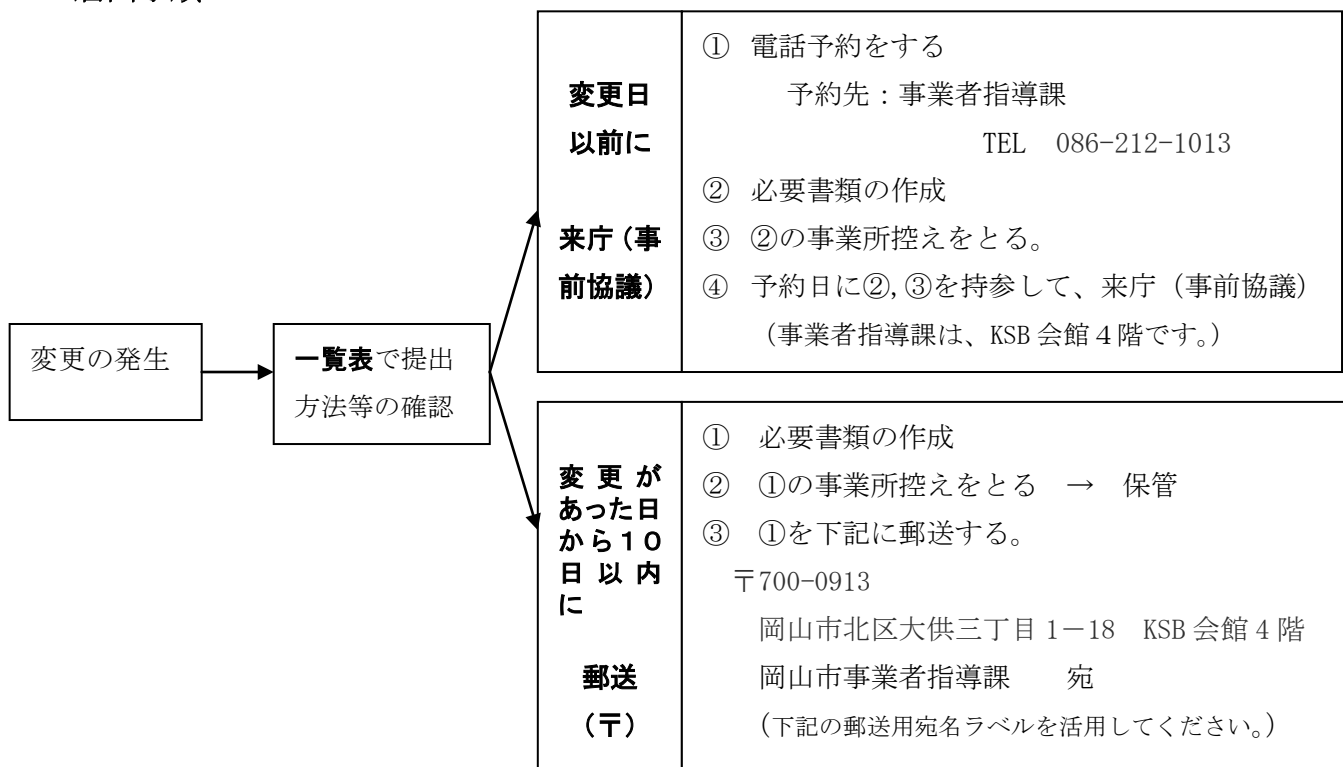 変更の発生
一覧表で提出
方法等の確認
変更日
以前に
来庁（事
前協議）
① 電話予約をする
予約先：事業者指導課
TEL 086-212-1013
② 必要書類の作成
③ ②の事業所控えをとる。
④ 予約日に②,③を持参して、来庁（事前協議）
（事業者指導課は、KSB会館４階です。）
変更が
あった日
から１０
日以内
に
郵送
（〒）
① 必要書類の作成
② ①の事業所控えをとる → 保管
③ ①を下記に郵送する。
〒700-0913
岡山市北区大供三丁目1－18 KSB会館4階
岡山市事業者指導課 宛
（下記の郵送用宛名ラベルを活用してください。）